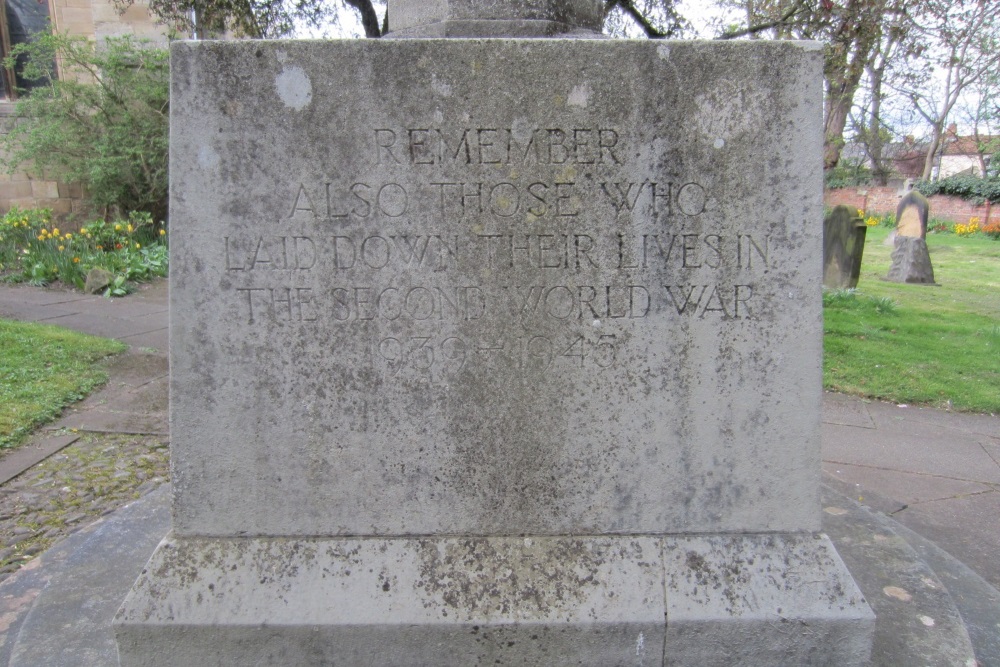 REMEMBER
ALSO THOSE WHO
LAID DOWN THEIR LIVES IN
THE SECOND WORLD WAR
1939-1945